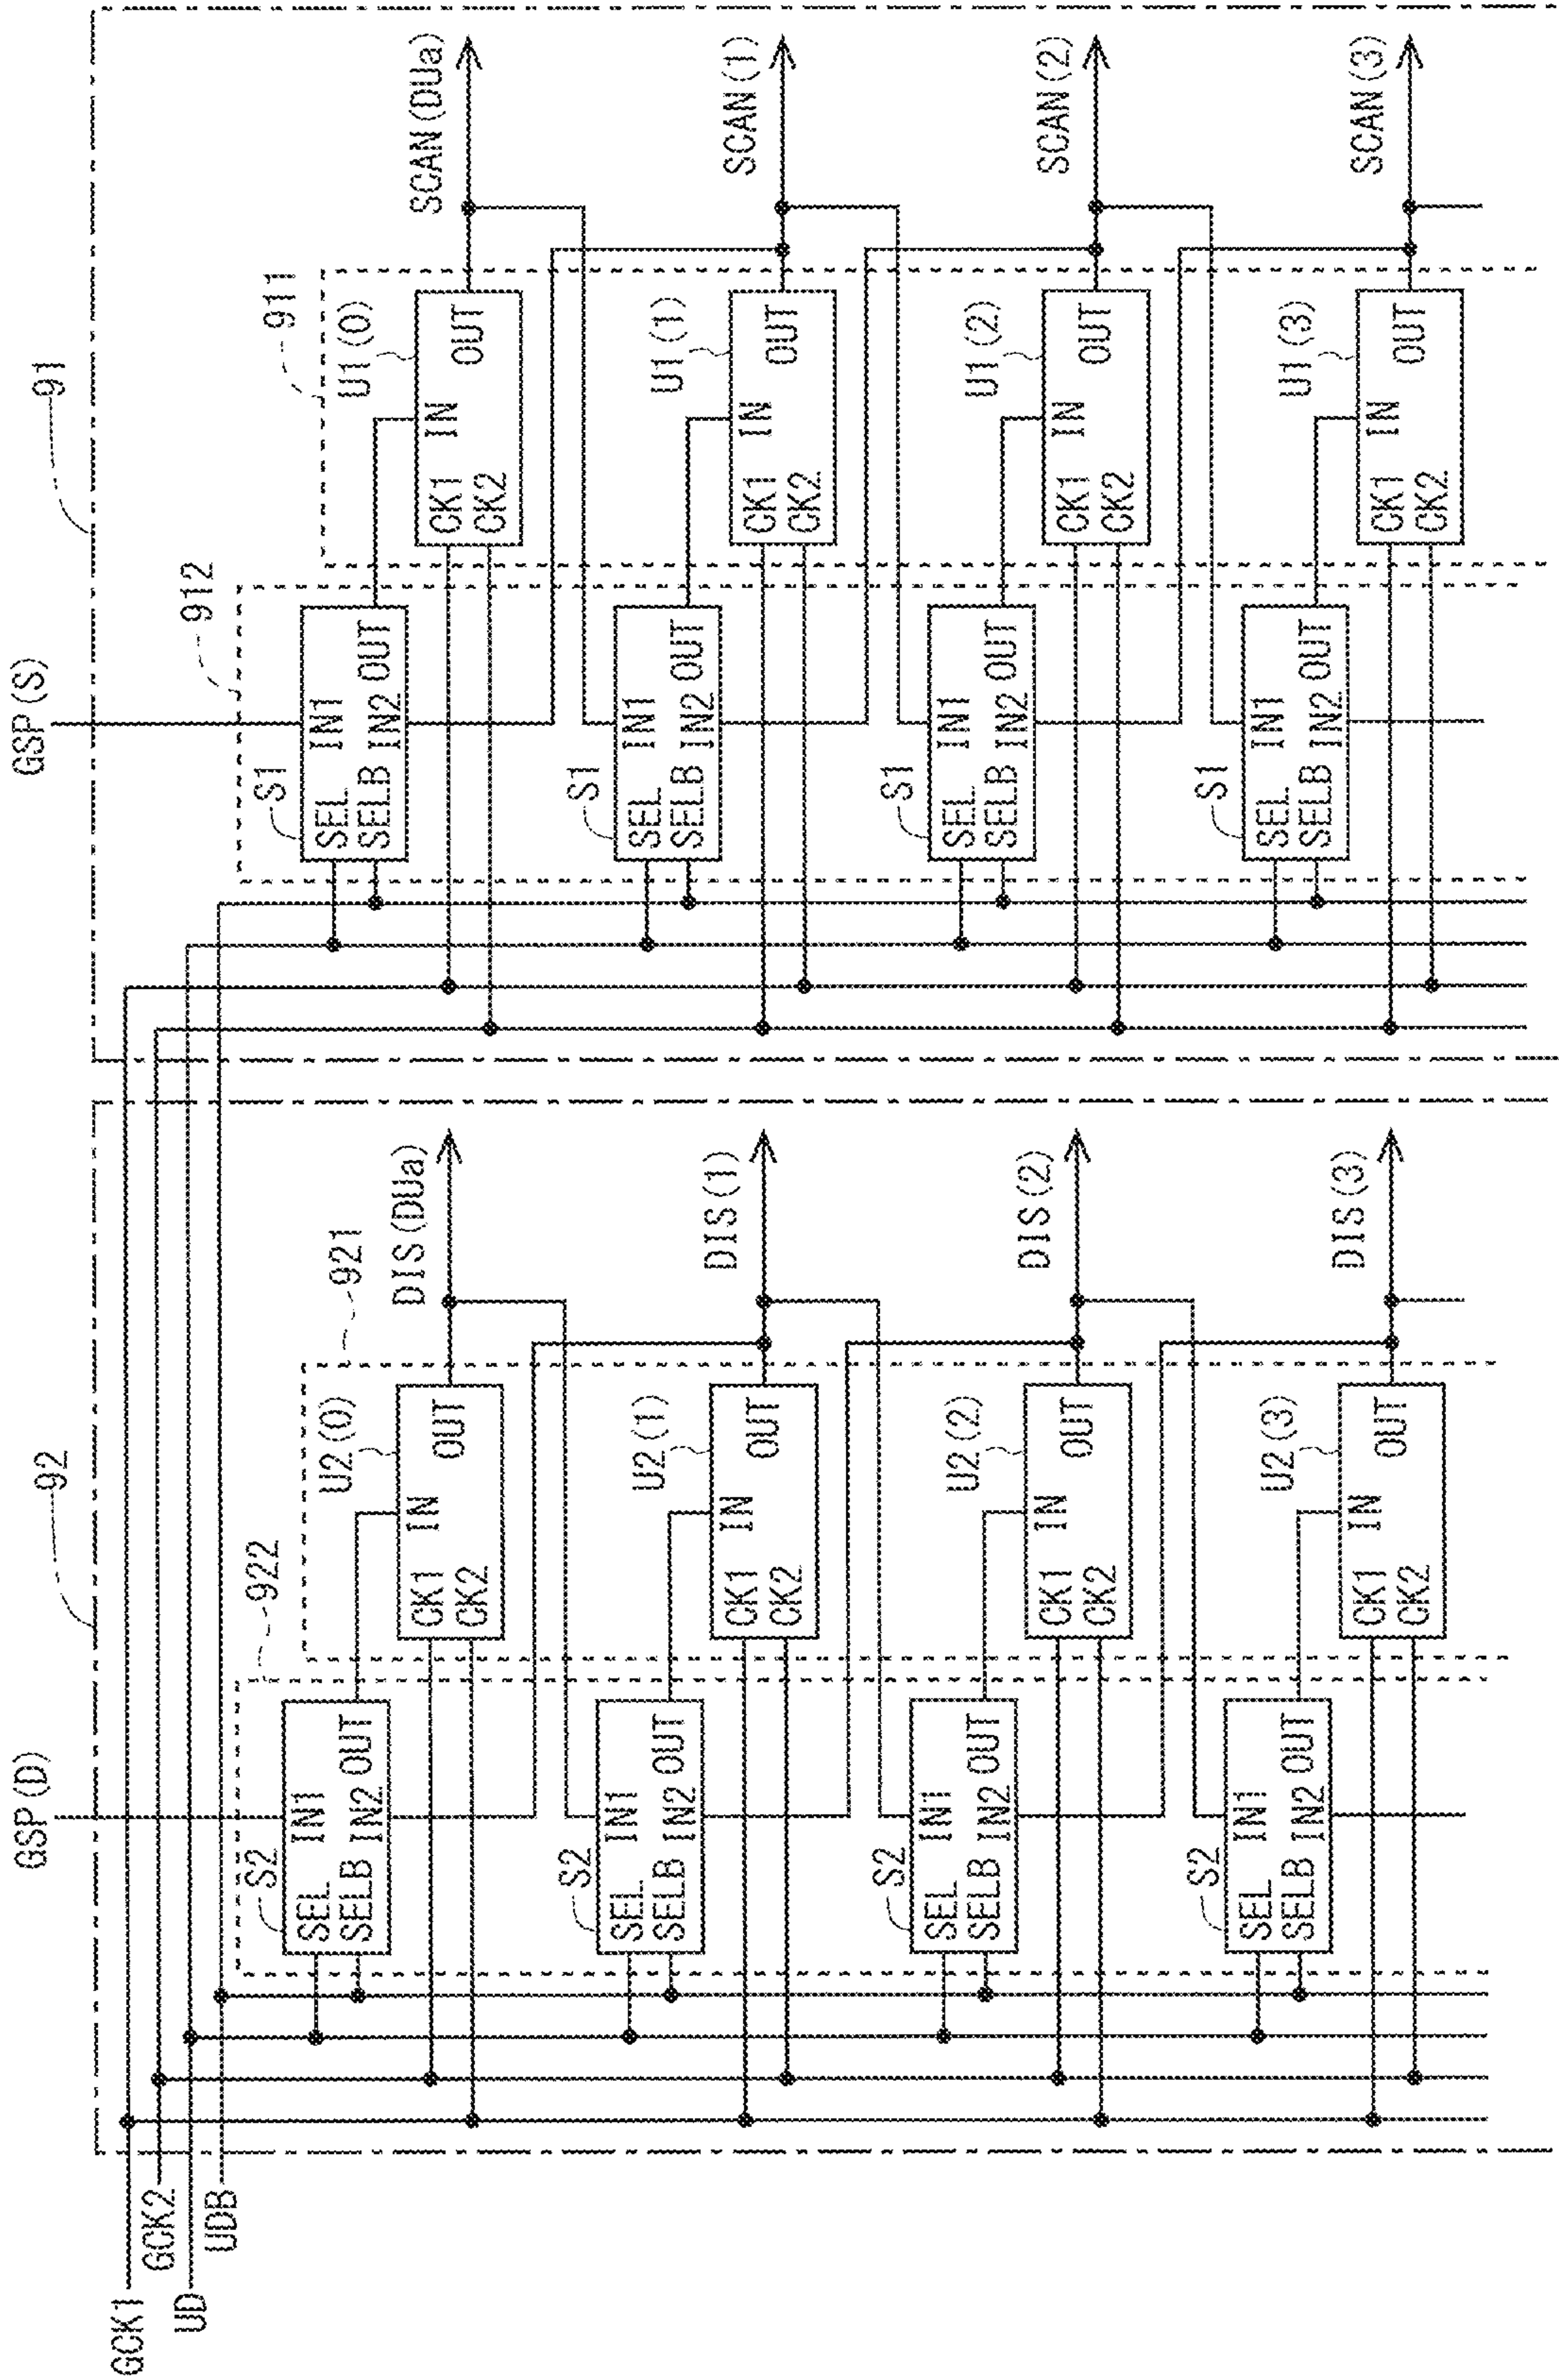 GCK1
GCK2
UD
UDB
92
GSP(D)
922
921
S2
SEL
SELB
IN1
IN2
OUT
U2(0)
CK1
CK2
IN
OUT
DIS(DUa)
S2
SEL
SELB
IN1
IN2
OUT
U2(1)
CK1
CK2
IN
OUT
DIS(1)
S2
SEL
SELB
IN1
IN2
OUT
U2(2)
CK1
CK2
IN
OUT
DIS(2)
S2
SEL
SELB
IN1
IN2
OUT
U2(3)
CK1
CK2
IN
OUT
DIS(3)
91
GSP(S)
912
911
S1
SEL
SELB
IN1
IN2
OUT
U1(0)
CK1
CK2
IN
OUT
SCAN(DUa)
S1
SEL
SELB
IN1
IN2
OUT
U1(1)
CK1
CK2
IN
OUT
SCAN(1)
S1
SEL
SELB
IN1
IN2
OUT
U1(2)
CK1
CK2
IN
OUT
SCAN(2)
S1
SEL
SELB
IN1
IN2
OUT
U1(3)
CK1
CK2
IN
OUT
SCAN(3)